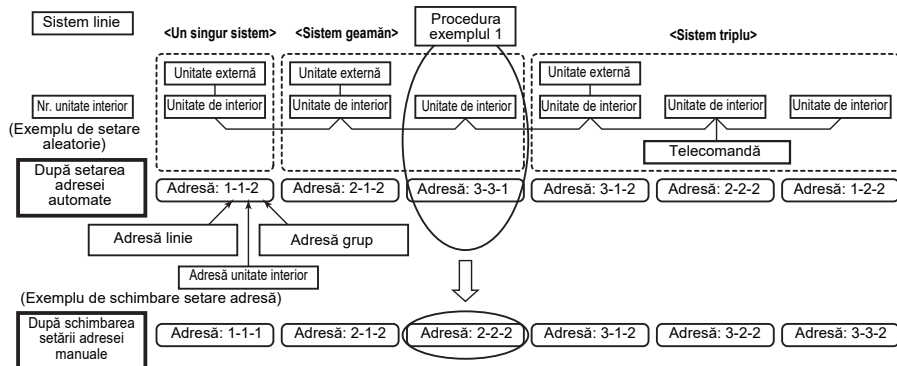 Sistem linie
<Un singur sistem>
<Sistem geamăn>
Procedura
exemplul 1
<Sistem triplu>
Unitate externă
Unitate externă
Unitate externă
Nr. unitate interior
Unitate de interior
Unitate de interior
Unitate de interior
Unitate de interior
Unitate de interior
Unitate de interior
(Exemplu de setare
aleatorie)
Telecomandă
După setarea
adresei
automate
Adresă: 1-1-2
Adresă: 2-1-2
Adresă: 3-3-1
Adresă: 3-1-2
Adresă: 2-2-2
Adresă: 1-2-2
Adresă linie
Adresă grup
Adresă unitate interior
(Exemplu de schimbare setare adresă)
După schimbarea
setării adresei
manuale
Adresă: 1-1-1
Adresă: 2-1-2
Adresă: 2-2-2
Adresă: 3-1-2
Adresă: 3-2-2
Adresă: 3-3-2